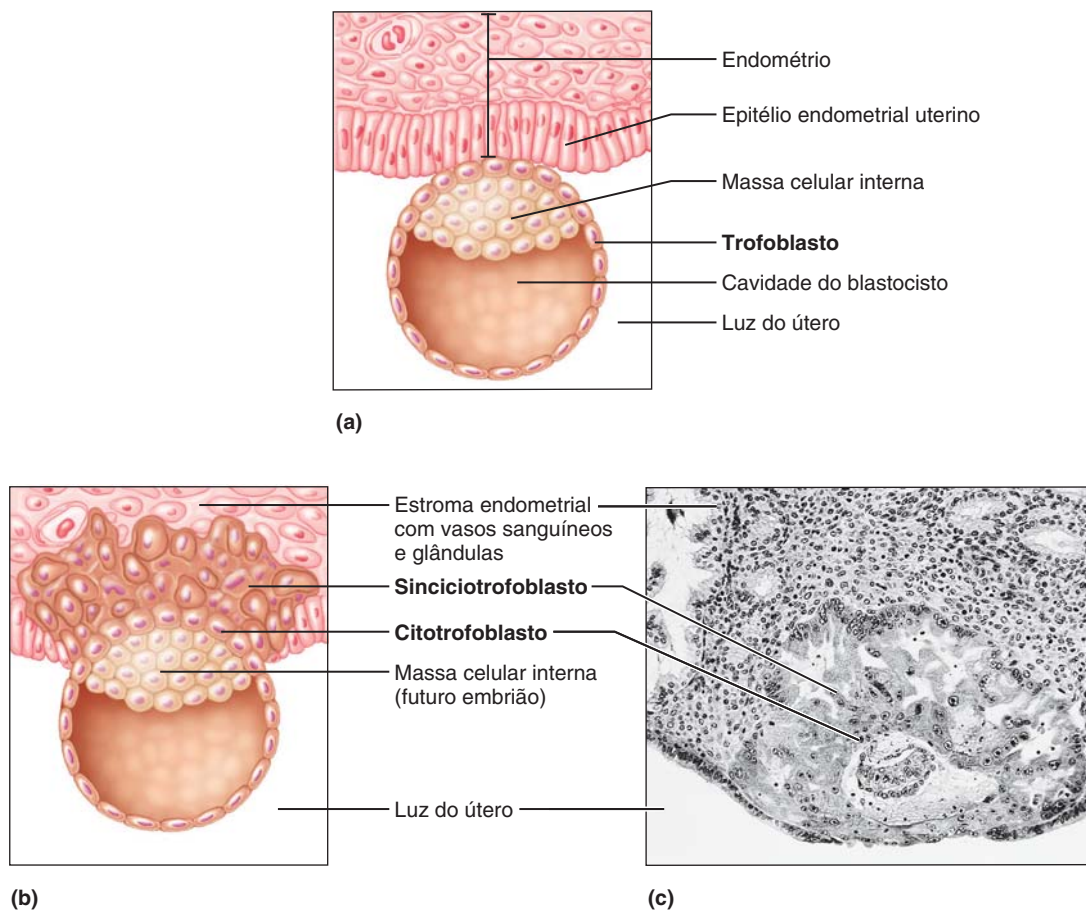 Endométrio
Epitélio endometrial uterino
Massa celular interna
Trofoblasto
Cavidade do blastocisto
Luz do útero
(a)
Estroma endometrial
com vasos sanguíneos
e glândulas
Sinciciotrofoblasto
Citotrofoblasto
Massa celular interna
(futuro embrião)
Luz do útero
(b)
(c)